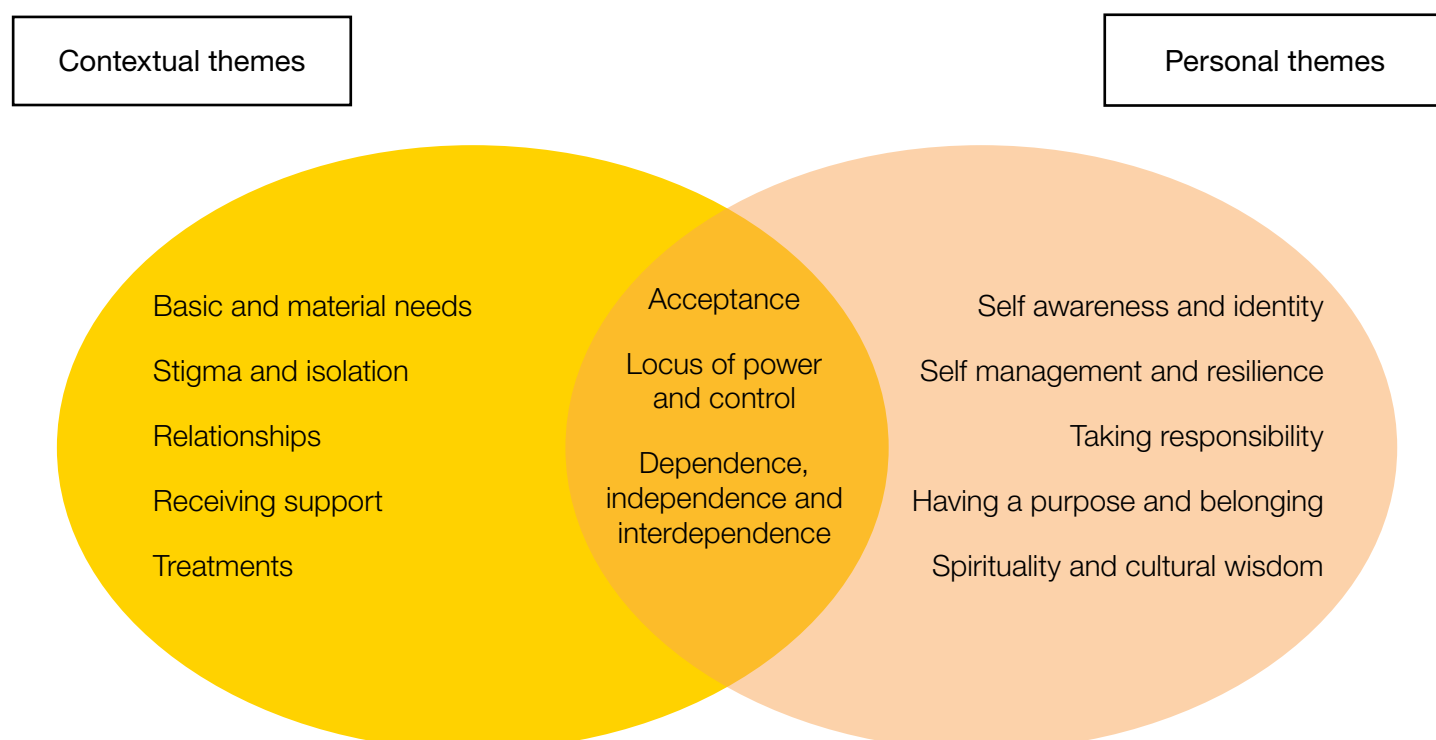 Contextual themes
Personal themes
Basic and material needs
Stigma and isolation
Relationships
Receiving support
Treatments
Acceptance
Locus of power
and control
Dependence,
independence and
interdependence
Self awareness and identity
Self management and resilience
Taking responsibility
Having a purpose and belonging
Spirituality and cultural wisdom